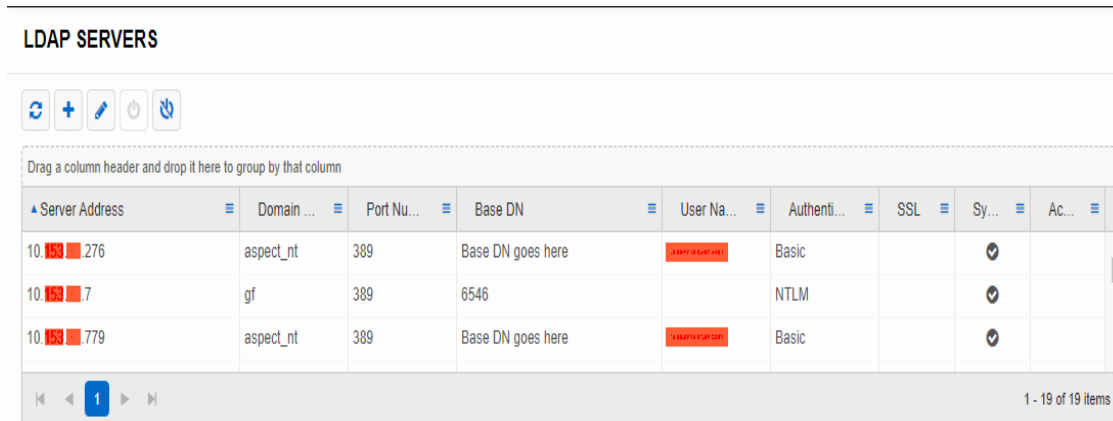 LDAP SERVERS
Drag a column header and drop it here to group by that column
Server Address Domain ... Port Nu... Base DN User Na... Authenti... SSL Sy... Ac...
10.153. .276 aspect_nt 389 Base DN goes here Basic
10.153. .7 gf 389 6546 NTLM
10.153. .779 aspect_nt 389 Base DN goes here Basic
1 1 - 19 of 19 items